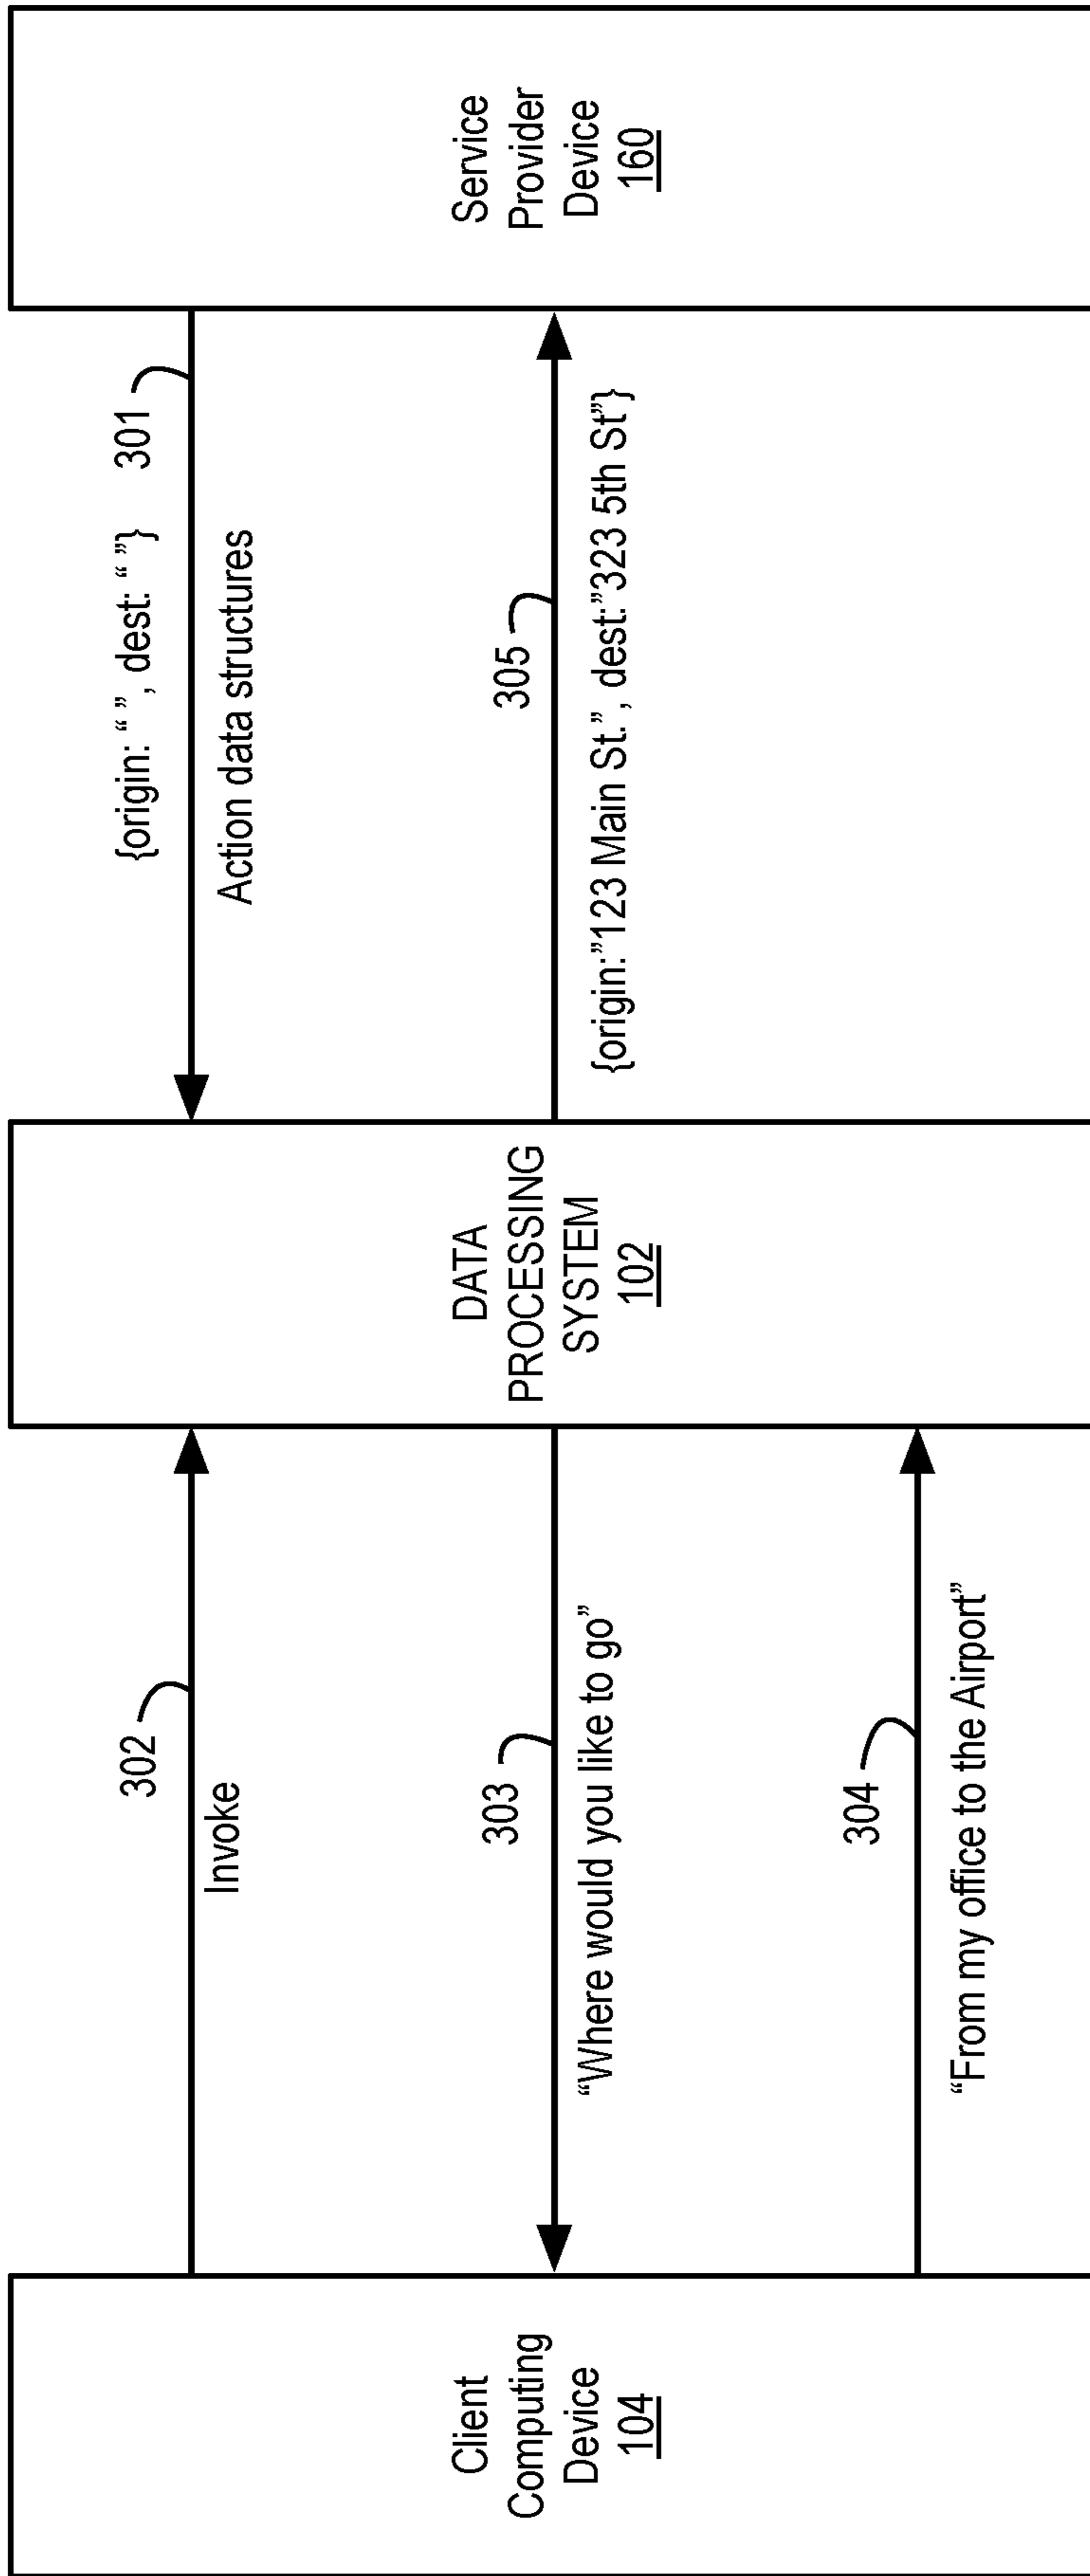 Client
Computing
Device
104
302
Invoke
303
“Where would you like to go”
304
“From my office to the Airport”
DATA
PROCESSING
SYSTEM
102
{origin: “ ”, dest: “ ”}
301
Action data structures
305
{origin:”123 Main St.”, dest:”323 5th St”}
Service
Provider
Device
160